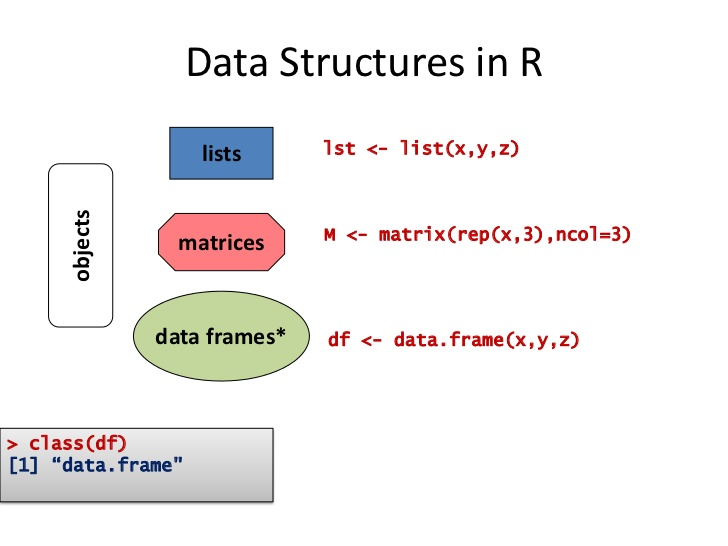 Data Structures in R
objects
lists
lst <- list(x,y,z)
matrices
M <- matrix(rep(x,3),ncol=3)
data frames*
df <- data.frame(x,y,z)
> class(df)
[1] “data.frame"